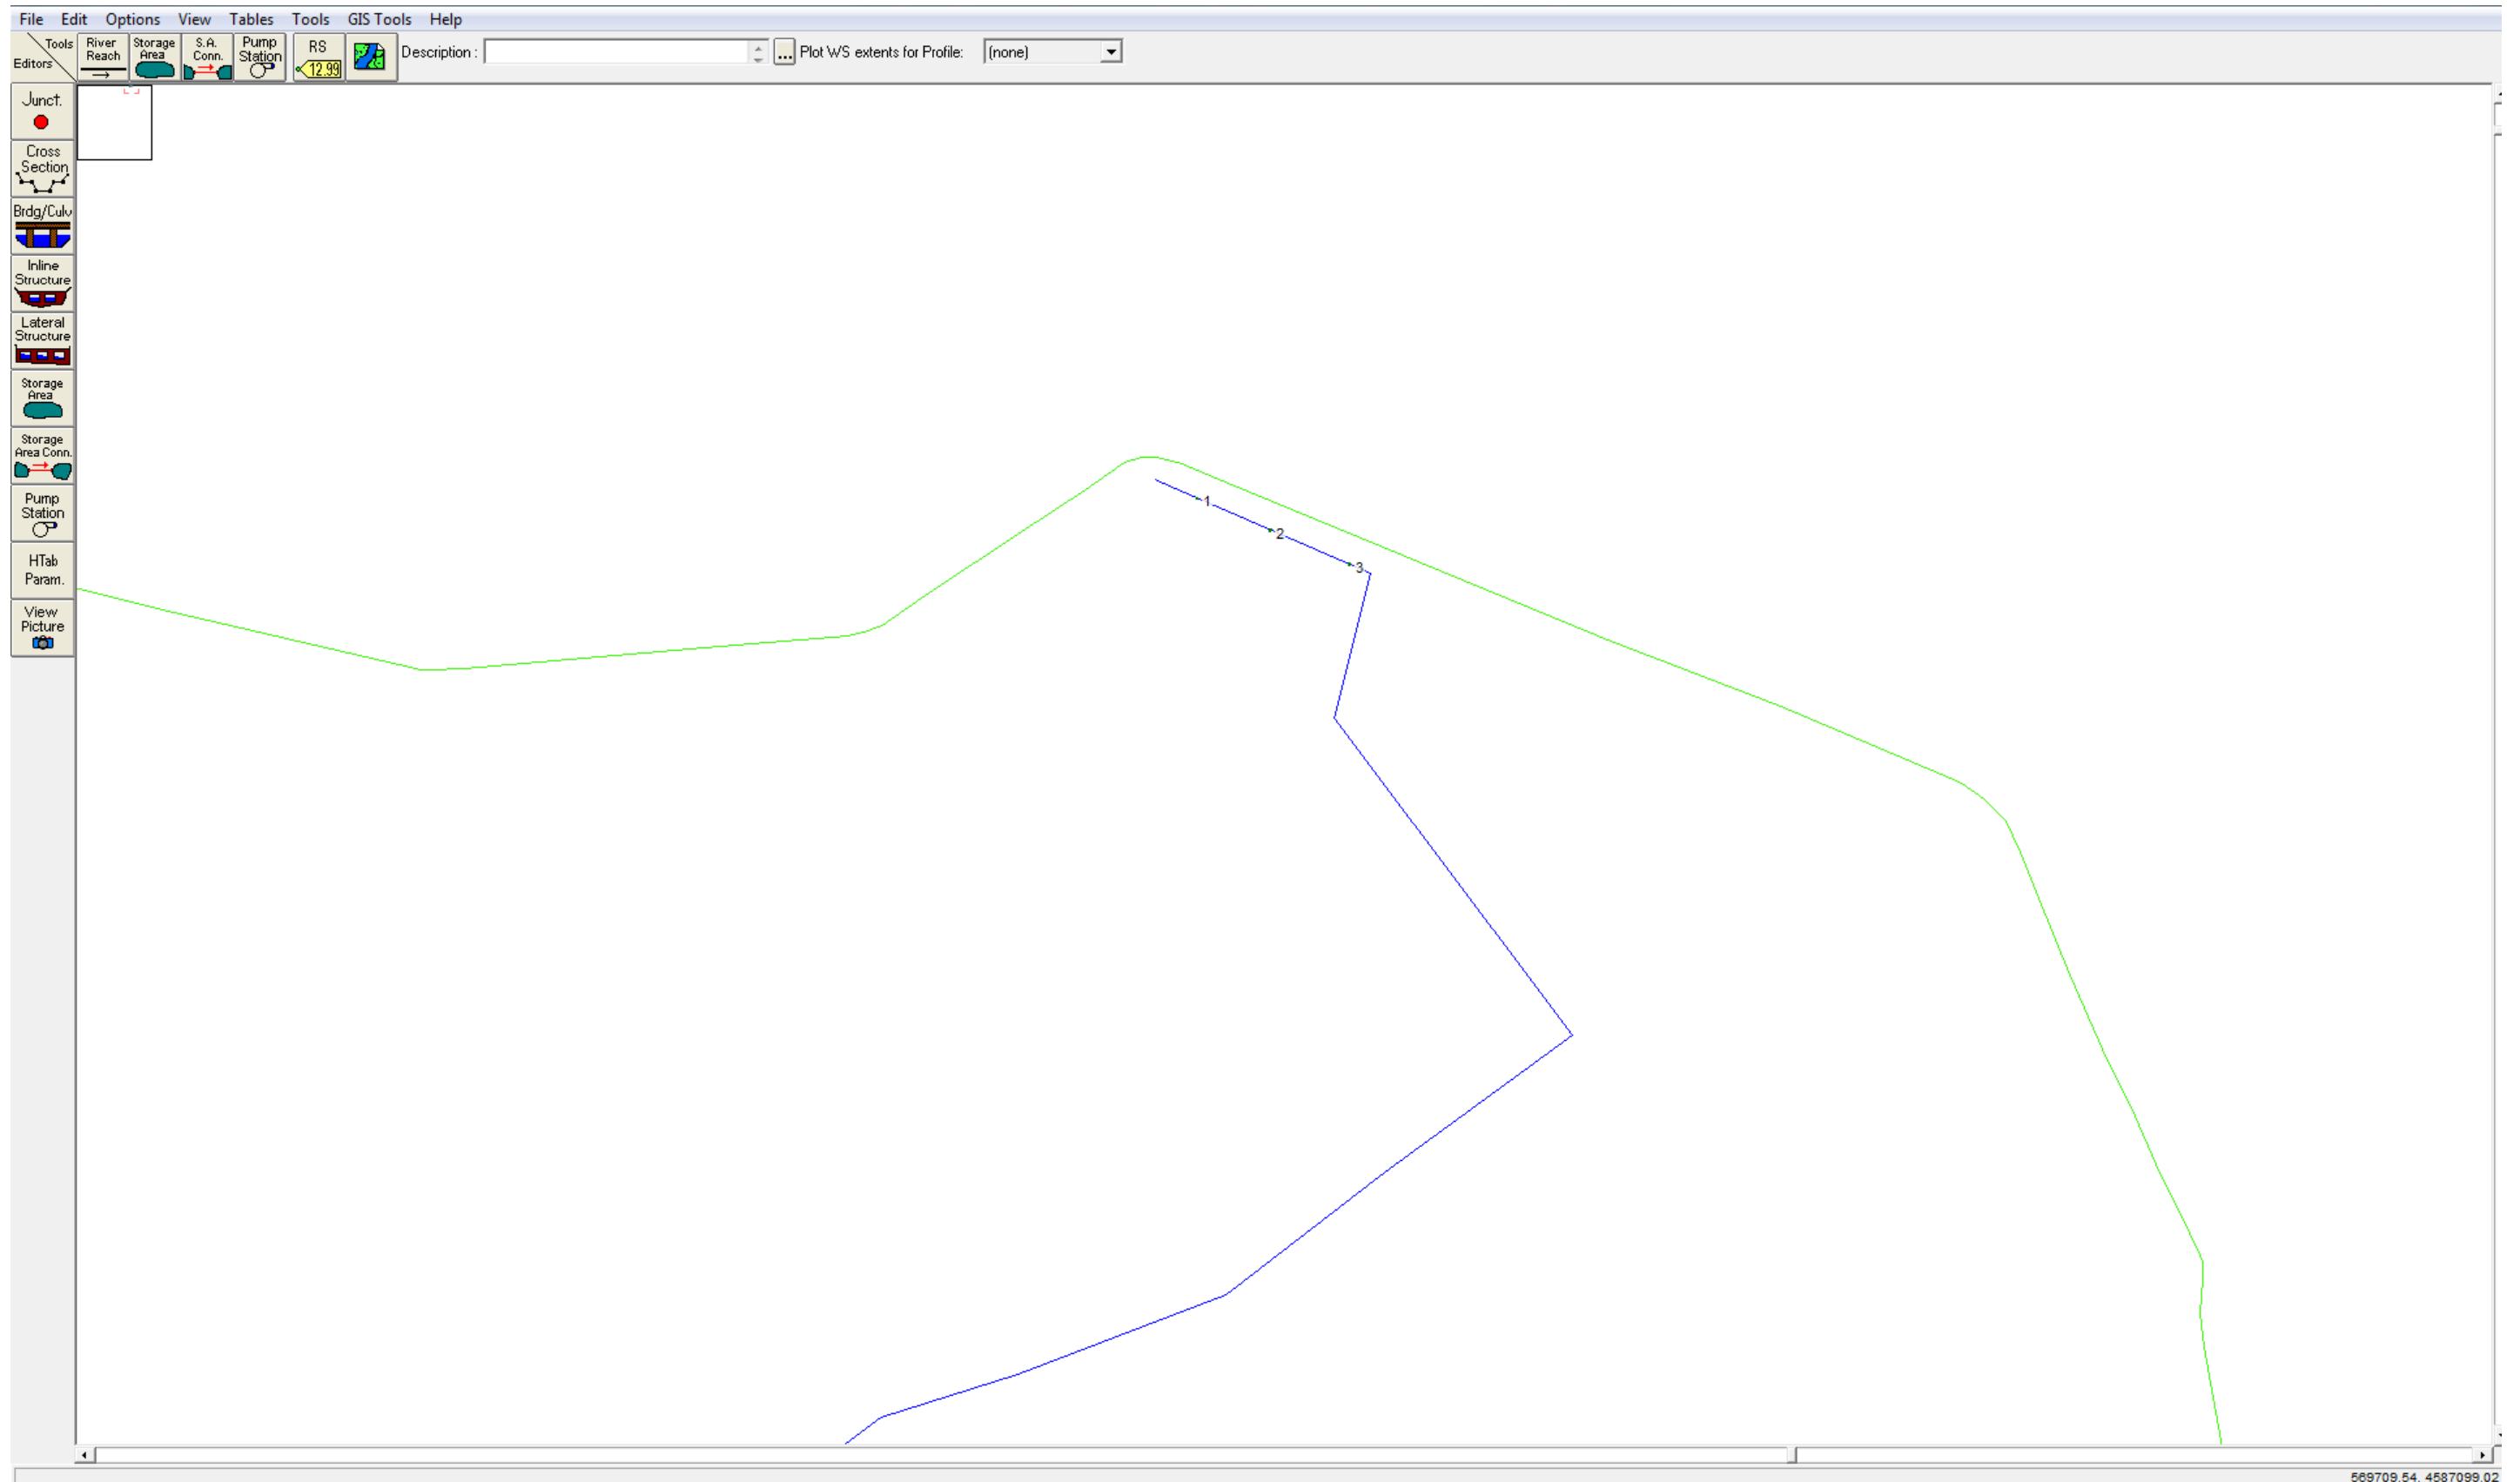 File Edit Options View Tables Tools GIS Tools Help
Tools
Editors
River
Reach
Storage
Area
S.A.
Conn.
Pump
Station
RS
12.99
Description :
...
Plot WS extents for Profile:
(none)
Junct.
Cross
Section
Brdg/Culv
Inline
Structure
Lateral
Structure
Storage
Area
Storage
Area Conn.
Pump
Station
HTab
Param.
View
Picture
1
2
3
569709.54, 4587099.02